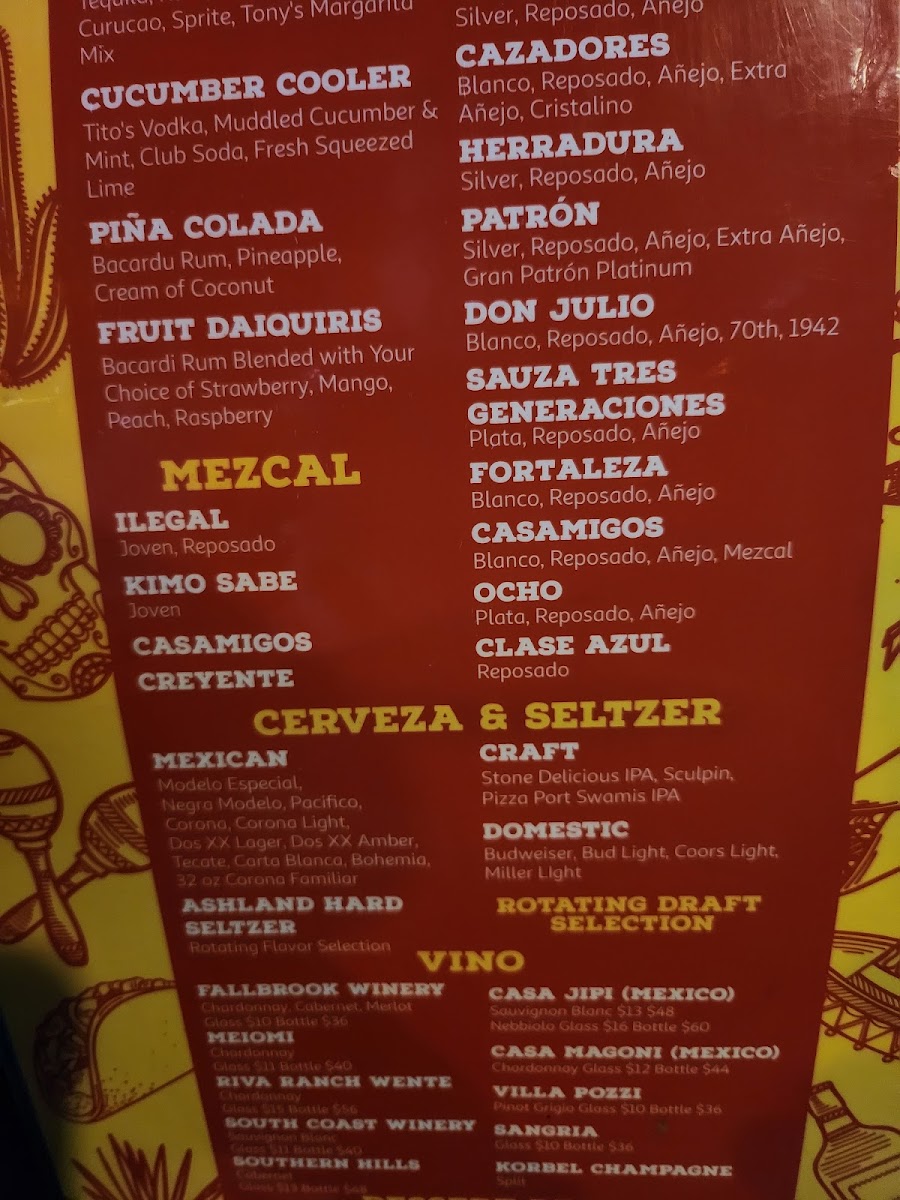 Tequila,
Curucao, Sprite, Tony's Margarita
Mix
CUCUMBER COOLER
Tito's Vodka, Muddled Cucumber &
Mint, Club Soda, Fresh Squeezed
Lime
PIÑA COLADA
Bacardu Rum, Pineapple,
Cream of Coconut
FRUIT DAIQUIRIS
Bacardi Rum Blended with Your
Choice of Strawberry, Mango,
Peach, Raspberry
MEZCAL
ILEGAL
Joven, Reposado
KIMO SABE
Joven
CASAMIGOS
CREYENTE
Silver, Reposado, Añejo
CAZADORES
Blanco, Reposado, Añejo, Extra
Añejo, Cristalino
HERRADURA
Silver, Reposado, Añejo
PATRÓN
Silver, Reposado, Añejo, Extra Añejo,
Gran Patrón Platinum
DON JULIO
Blanco, Reposado, Añejo, 70th, 1942
SAUZA TRES
GENERACIONES
Plata, Reposado, Añejo
FORTALEZA
Blanco, Reposado, Añejo
CASAMIGOS
Blanco, Reposado, Añejo, Mezcal
OCHO
Plata, Reposado, Añejo
CLASE AZUL
Reposado
CERVEZA & SELTZER
MEXICAN
Modelo Especial,
Negra Modelo, Pacifico,
Corona, Corona Light,
Dos XX Lager, Dos XX Amber,
Tecate, Carta Blanca, Bohemia,
32 oz Corona Familiar
ASHLAND HARD
SELTZER
Rotating Flavor Selection
CRAFT
Stone Delicious IPA, Sculpin,
Pizza Port Swamis IPA
DOMESTIC
Budweiser, Bud Light, Coors Light,
Miller Light
ROTATING DRAFT
SELECTION
VINO
FALLBROOK WINERY
Chardonnay, Cabernet, Merlot
Glass $10 Bottle $36
MEIOMI
Chardonnay
Glass $11 Bottle $40
RIVA RANCH WENTE
Chardonnay
Glass $15 Bottle $56
SOUTH COAST WINERY
Sauvignon Blanc
Glass $11 Bottle $40
SOUTHERN HILLS
Cabernet
Glass $13 Bottle $48
CASA JIPI (MEXICO)
Sauvignon Blanc $13 $48
Nebbiolo Glass $16 Bottle $60
CASA MAGONI (MEXICO)
Chardonnay Glass $12 Bottle $44
VILLA POZZI
Pinot Grigio Glass $10 Bottle $36
SANGRIA
Glass $10 Bottle $36
KORBEL CHAMPAGNE
Split